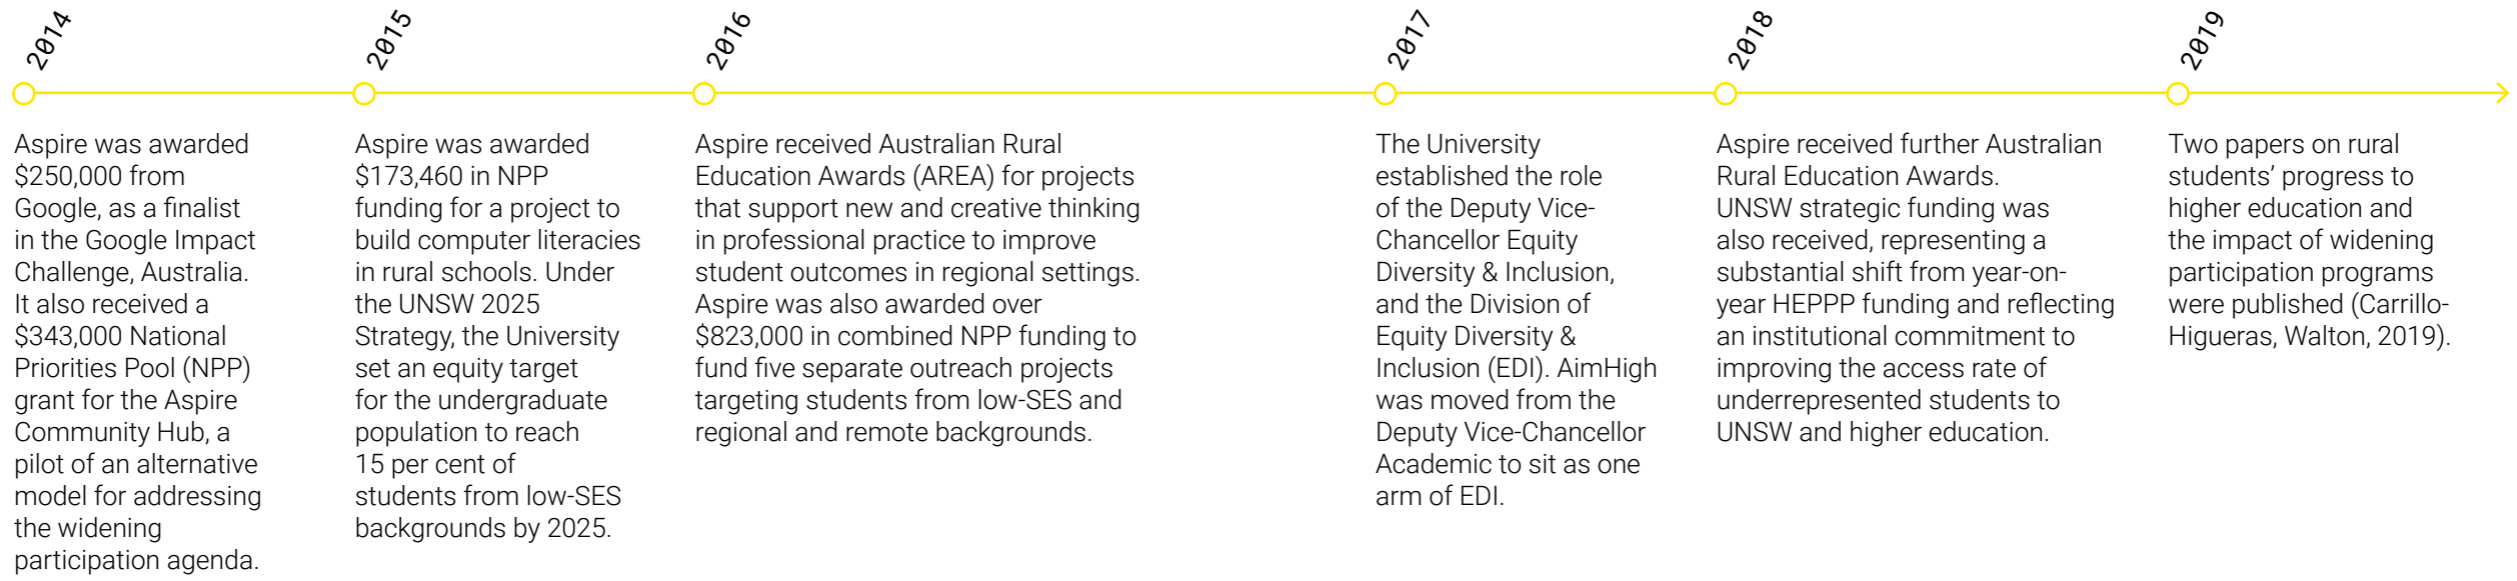 2014
Aspire was awarded
$250,000 from
Google, as a finalist
in the Google Impact
Challenge, Australia.
It also received a
$343,000 National
Priorities Pool (NPP)
grant for the Aspire
Community Hub, a
pilot of an alternative
model for addressing
the widening
participation agenda.
2015
Aspire was awarded
$173,460 in NPP
funding for a project to
build computer literacies
in rural schools. Under
the UNSW 2025
Strategy, the University
set an equity target
for the undergraduate
population to reach
15 per cent of
students from low-SES
backgrounds by 2025.
2016
Aspire received Australian Rural
Education Awards (AREA) for projects
that support new and creative thinking
in professional practice to improve
student outcomes in regional settings.
Aspire was also awarded over
$823,000 in combined NPP funding to
fund five separate outreach projects
targeting students from low-SES and
regional and remote backgrounds.
2017
The University
established the role
of the Deputy Vice-
Chancellor Equity
Diversity & Inclusion,
and the Division of
Equity Diversity &
Inclusion (EDI). AimHigh
was moved from the
Deputy Vice-Chancellor
Academic to sit as one
arm of EDI.
2018
Aspire received further Australian
Rural Education Awards.
UNSW strategic funding was
also received, representing a
substantial shift from year-on-
year HEPPP funding and reflecting
an institutional commitment to
improving the access rate of
underrepresented students to
UNSW and higher education.
2019
Two papers on rural
students’ progress to
higher education and
the impact of widening
participation programs
were published (Carrillo-
Higueras, Walton, 2019).